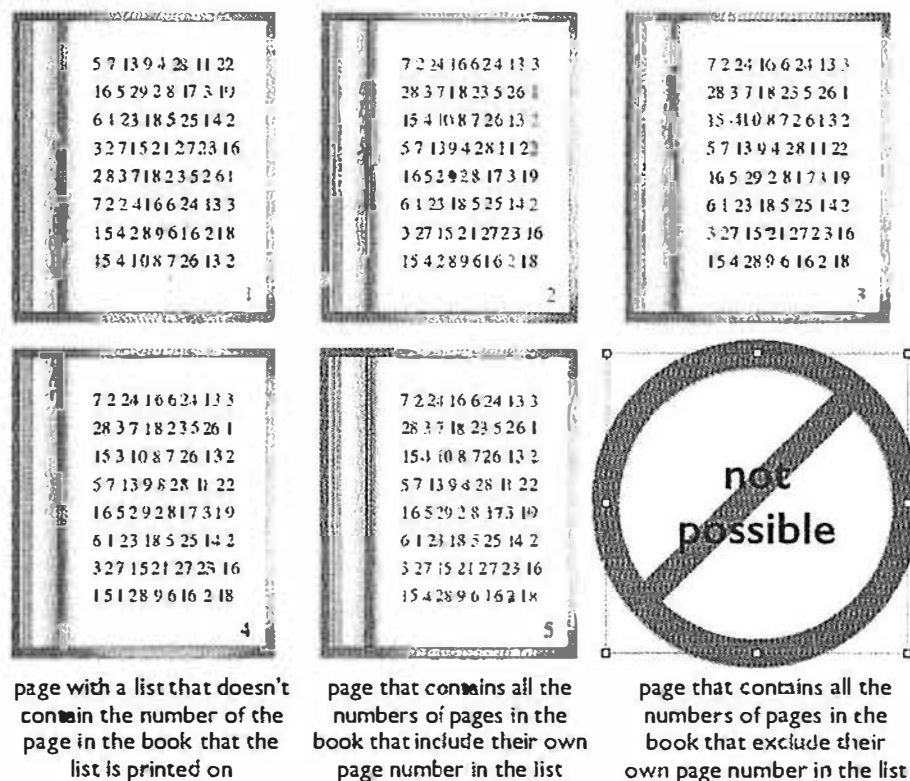 5 7 13 9 4 28 11 22
16 5 29 2 8 17 3 19
6 1 23 18 5 25 14 2
3 27 15 21 27 23 16
28 3 7 18 23 5 26 1
7 2 24 16 6 24 13 3
15 4 28 9 6 16 2 18
15 4 10 8 7 26 13 2
1
7 2 24 16 6 24 13 3
28 3 7 18 23 5 26 1
15 4 10 8 7 26 13 2
5 7 13 9 4 28 11 22
16 5 29 28 17 3 19
6 1 23 18 5 25 14 2
3 27 15 21 27 23 16
15 4 28 9 6 16 2 18
2
7 2 24 16 6 24 13 3
28 3 7 18 23 5 26 1
15 4 10 8 7 26 13 2
5 7 13 9 4 28 11 22
16 5 29 2 8 17 3 19
6 1 23 18 5 25 14 2
3 27 15 21 27 23 16
15 4 28 9 6 16 2 18
3
7 2 24 16 6 24 13 3
28 3 7 18 23 5 26 1
15 3 10 8 7 26 13 2
5 7 13 9 8 28 11 22
16 5 29 28 17 3 19
6 1 23 18 5 25 14 2
3 27 15 21 27 23 16
15 1 28 9 6 16 2 18
4
7 2 24 16 6 24 13 3
28 3 7 18 23 5 26 1
15 4 10 8 7 26 13 2
5 7 13 9 4 28 11 22
16 5 29 2 8 17 3 19
6 1 23 18 5 25 14 2
3 27 15 21 27 23 16
15 4 28 9 6 16 2 18
5
not
possible
page with a list that doesn't
contain the number of the
page in the book that the
list is printed on
page that contains all the
numbers of pages in the
book that include their own
page number in the list
page that contains all the
numbers of pages in the
book that exclude their
own page number in the list